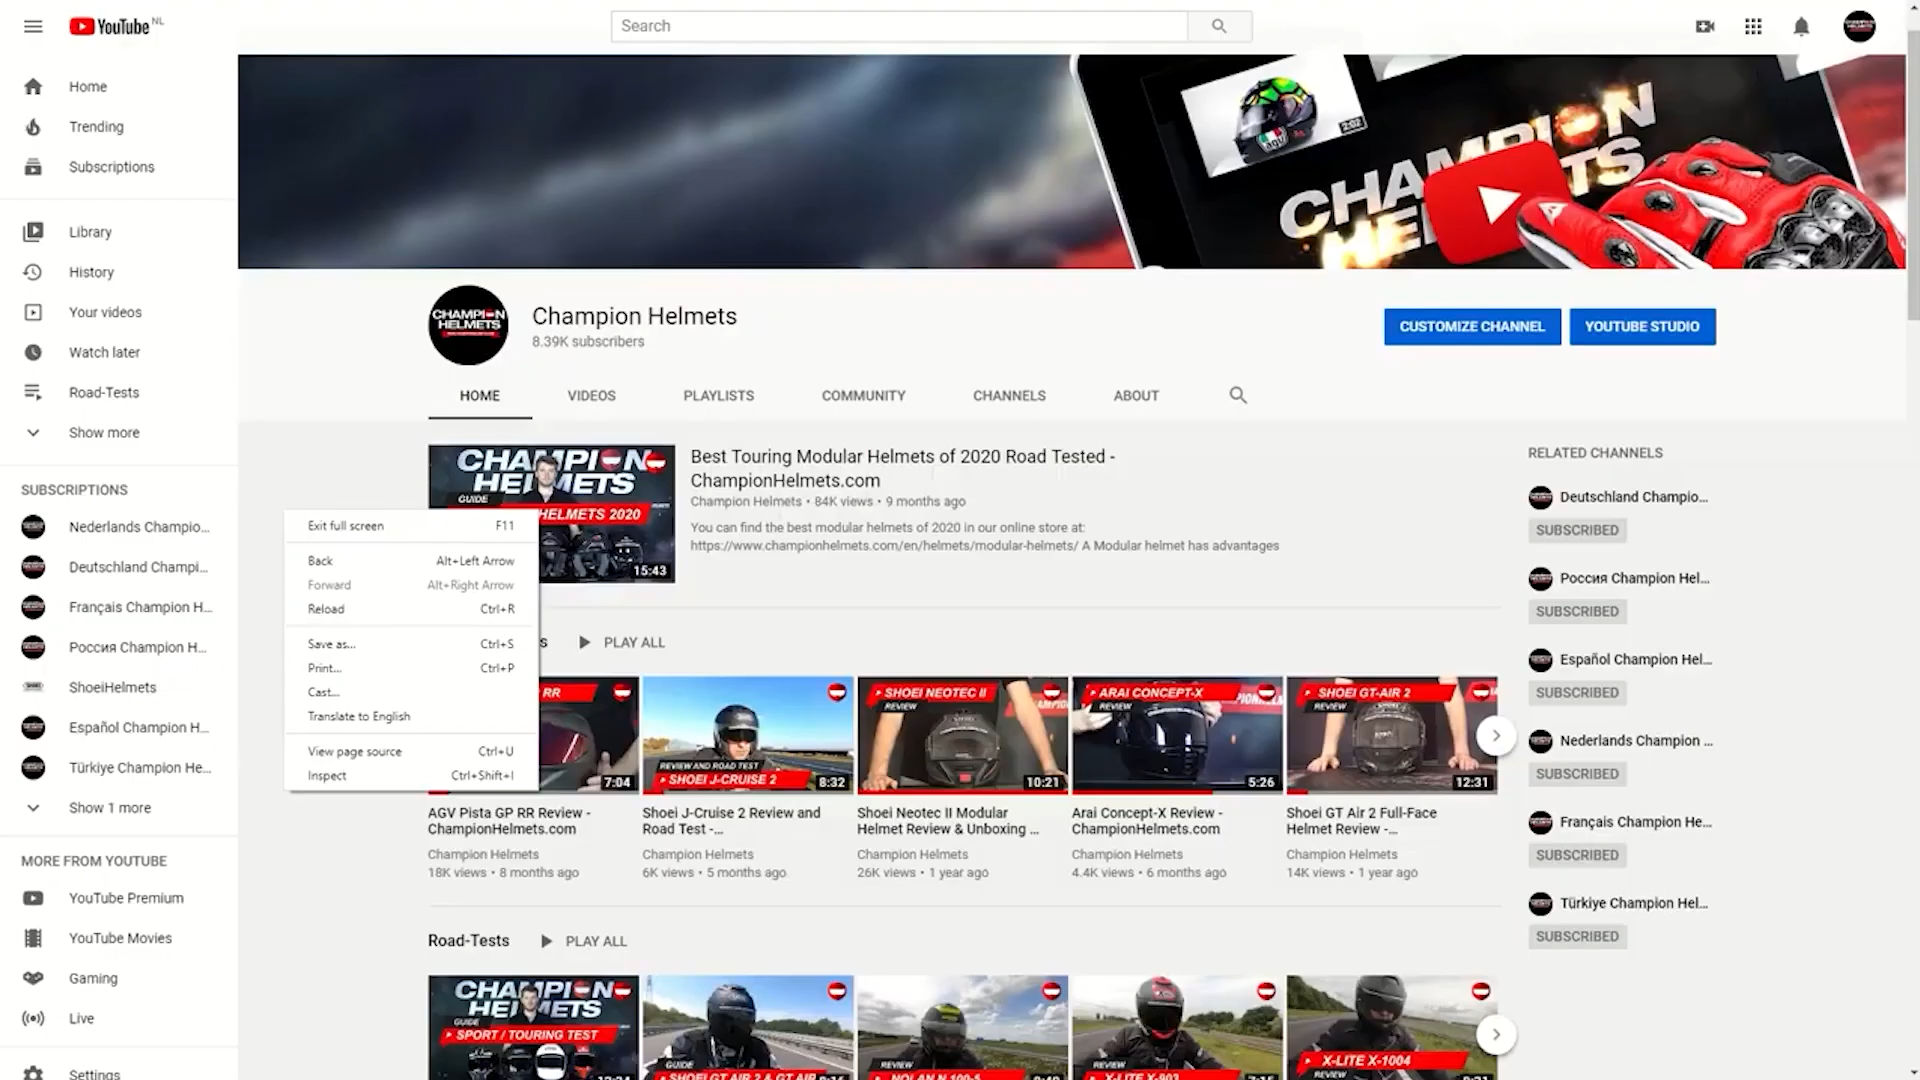 YouTube NL
Search
Home
Trending
Subscriptions
Library
History
Your videos
Watch later
Road-Tests
Show more
SUBSCRIPTIONS
Nederlands Champio...
Deutschland Champi...
Français Champion H...
Россия Champion H...
ShoeiHelmets
Español Champion H...
Türkiye Champion He...
Show 1 more
MORE FROM YOUTUBE
YouTube Premium
YouTube Movies
Gaming
Live
Settings
agv
2:02
CHAMPION
CHAMPION
HELMETS
Champion Helmets
8.39K subscribers
CUSTOMIZE CHANNEL
YOUTUBE STUDIO
HOME
VIDEOS
PLAYLISTS
COMMUNITY
CHANNELS
ABOUT
CHAMPION
HELMETS
GUIDE
HELMETS 2020
15:43
Best Touring Modular Helmets of 2020 Road Tested -
ChampionHelmets.com
Champion Helmets • 84K views • 9 months ago
You can find the best modular helmets of 2020 in our online store at:
https://www.championhelmets.com/en/helmets/modular-helmets/ A Modular helmet has advantages
Exit full screen F11
Back Alt+Left Arrow
Forward Alt+Right Arrow
Reload Ctrl+R
Save as... Ctrl+S
Print... Ctrl+P
Cast...
Translate to English
View page source Ctrl+U
Inspect Ctrl+Shift+I
s
PLAY ALL
RR
7:04
REVIEW AND ROAD TEST
SHOEI J-CRUISE 2
8:32
SHOEI NEOTEC II
REVIEW
10:21
ARAI CONCEPT-X
REVIEW
5:26
SHOEI GT-AIR 2
REVIEW
12:31
AGV Pista GP RR Review -
ChampionHelmets.com
Champion Helmets
18K views • 8 months ago
Shoei J-Cruise 2 Review and
Road Test -...
Champion Helmets
6K views • 5 months ago
Shoei Neotec II Modular
Helmet Review & Unboxing ...
Champion Helmets
26K views • 1 year ago
Arai Concept-X Review -
ChampionHelmets.com
Champion Helmets
4.4K views • 6 months ago
Shoei GT Air 2 Full-Face
Helmet Review -...
Champion Helmets
14K views • 1 year ago
Road-Tests
PLAY ALL
CHAMPION
HELMETS
GUIDE
SPORT / TOURING TEST
GUIDE
SHOEI GT AIR 2 & GT AIR
REVIEW
NOLAN N 100-5
REVIEW
X-LITE X-903
X-LITE X-1004
REVIEW
RELATED CHANNELS
Deutschland Champio...
SUBSCRIBED
Россия Champion Hel...
SUBSCRIBED
Español Champion Hel...
SUBSCRIBED
Nederlands Champion ...
SUBSCRIBED
Français Champion He...
SUBSCRIBED
Türkiye Champion Hel...
SUBSCRIBED